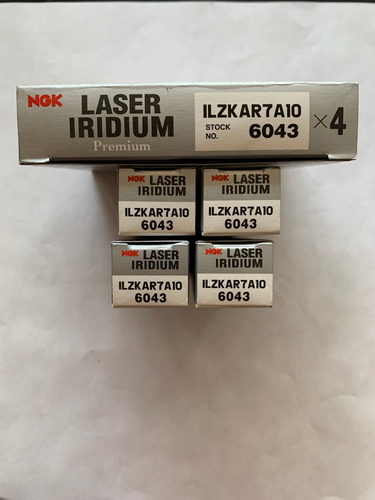 NGK LASER IRIDIUM
Premium
ILZKAR7A10
STOCK NO. 6043
×4
NGK LASER IRIDIUM
ILZKAR7A10
6043
NGK LASER IRIDIUM
ILZKAR7A10
6043
NGK LASER IRIDIUM
ILZKAR7A10
6043
NGK LASER IRIDIUM
ILZKAR7A10
6043